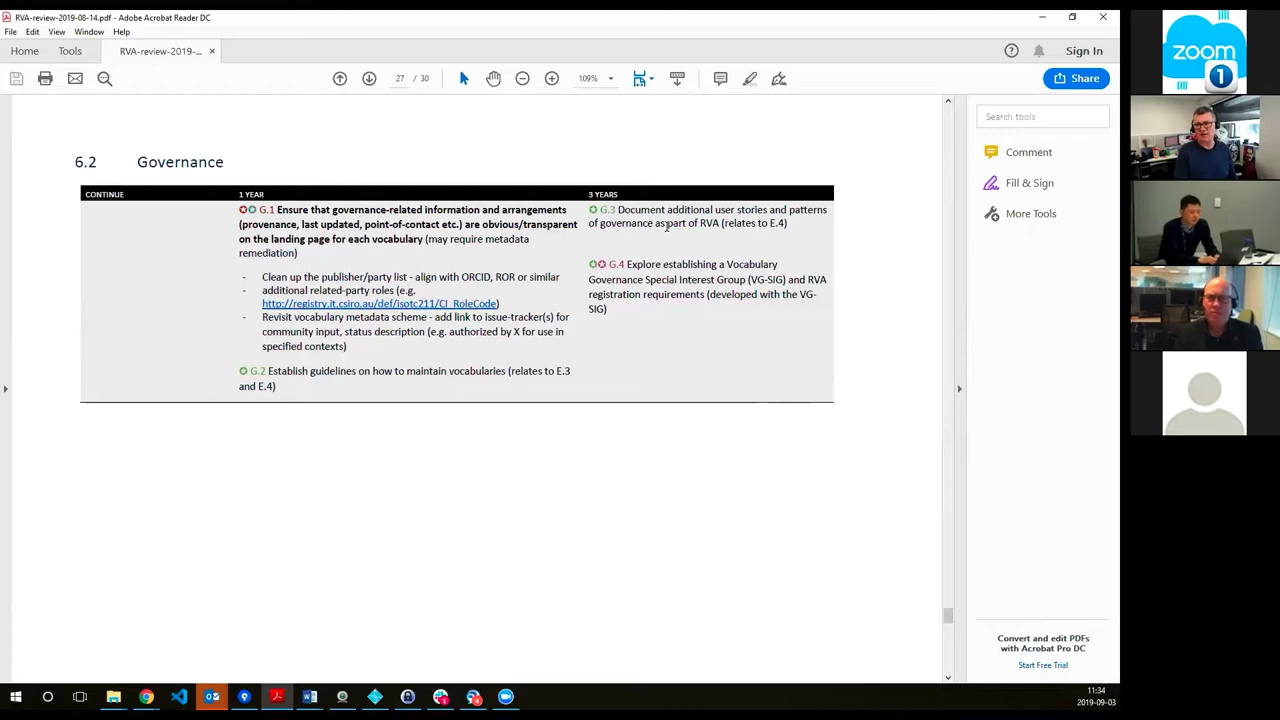 RVA-review-2019-08-14.pdf - Adobe Acrobat Reader DC
File Edit View Window Help
Home Tools RVA-review-2019-... × Sign In
27 / 30 109% Share
6.2 Governance
CONTINUE 1 YEAR 3 YEARS
G.1 Ensure that governance-related information and arrangements
(provenance, last updated, point-of-contact etc.) are obvious/transparent
on the landing page for each vocabulary (may require metadata
remediation)
- Clean up the publisher/party list - align with ORCID, ROR or similar
- additional related-party roles (e.g.
http://registry.it.csiro.au/def/isotc211/CI_RoleCode)
- Revisit vocabulary metadata scheme - add link to issue-tracker(s) for
community input, status description (e.g. authorized by X for use in
specified contexts)
G.2 Establish guidelines on how to maintain vocabularies (relates to E.3
and E.4)
G.3 Document additional user stories and patterns
of governance as part of RVA (relates to E.4)
G.4 Explore establishing a Vocabulary
Governance Special Interest Group (VG-SIG) and RVA
registration requirements (developed with the VG-
SIG)
Search tools
Comment
Fill & Sign
More Tools
Convert and edit PDFs
with Acrobat Pro DC
Start Free Trial
zoom
1
11:34
2019-09-03